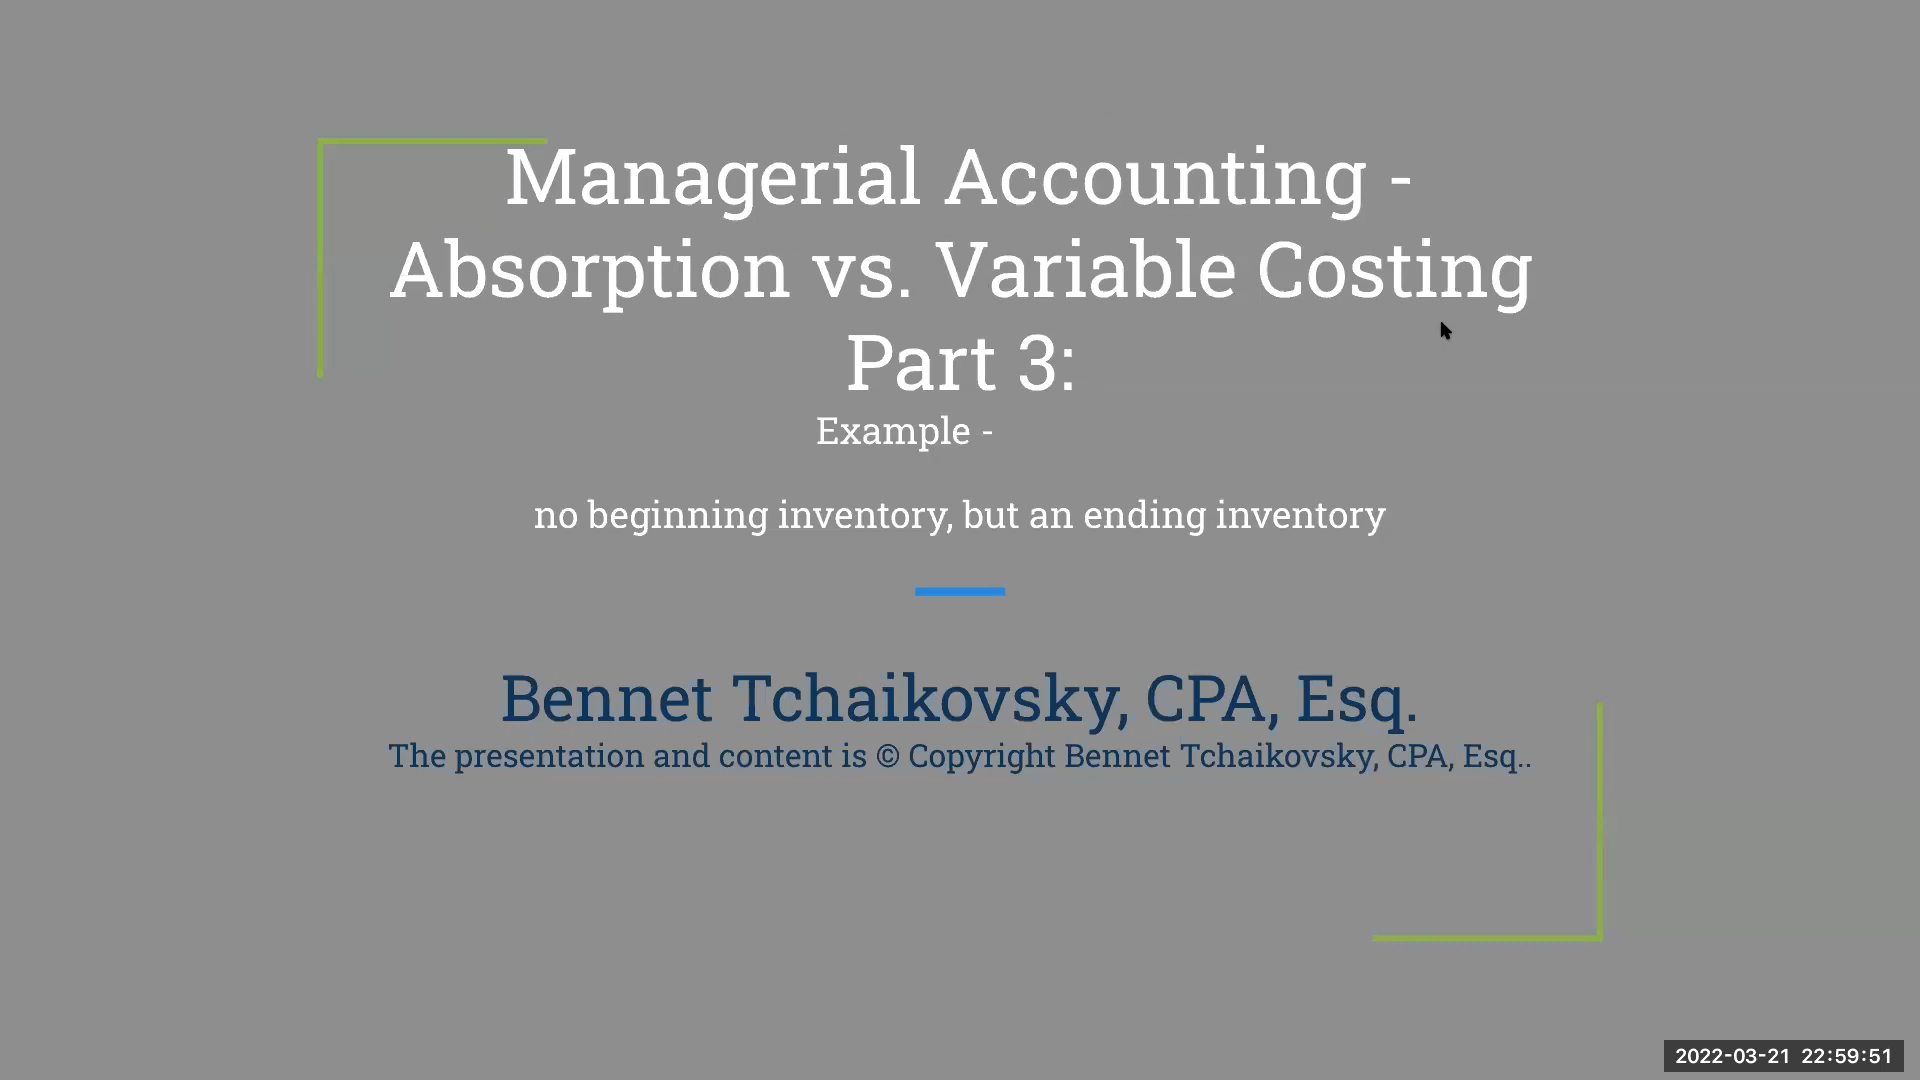 Managerial Accounting -
Absorption vs. Variable Costing
Part 3:
Example -
no beginning inventory, but an ending inventory
Bennet Tchaikovsky, CPA, Esq.
The presentation and content is © Copyright Bennet Tchaikovsky, CPA, Esq..
2022-03-21 22:59:51